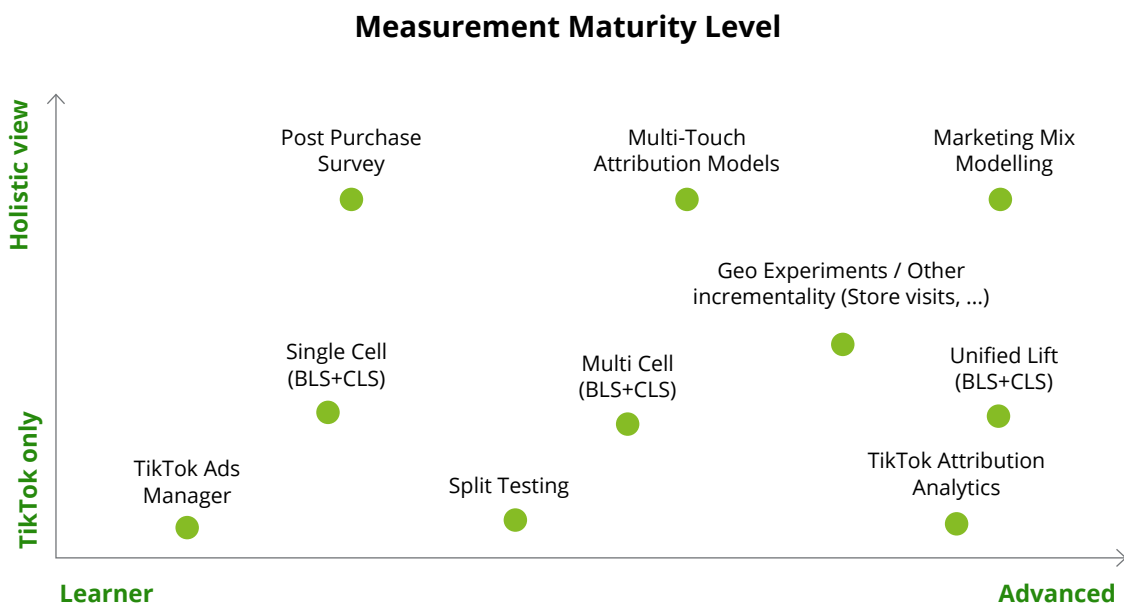 Measurement Maturity Level
Holistic view
Post Purchase
Survey
Multi-Touch
Attribution Models
Marketing Mix
Modelling
Geo Experiments / Other
incrementality (Store visits, ...)
Single Cell
(BLS+CLS)
Multi Cell
(BLS+CLS)
Unified Lift
(BLS+CLS)
TikTok only
TikTok Ads
Manager
Split Testing
TikTok Attribution
Analytics
Learner
Advanced